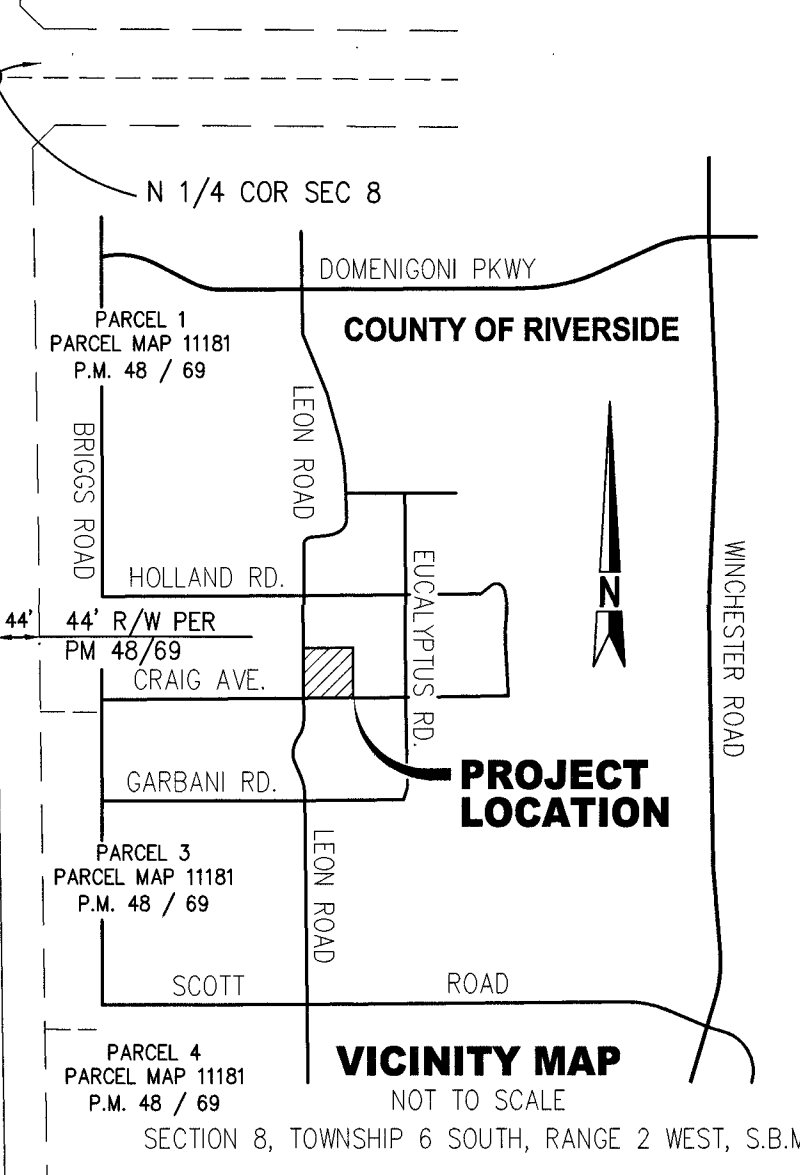 N 1/4 COR SEC 8
DOMENIGONI PKWY
PARCEL 1
PARCEL MAP 11181
P.M. 48 / 69
COUNTY OF RIVERSIDE
LEON ROAD
BRIGGS ROAD
HOLLAND RD.
EUCALYPTUS RD.
WINCHESTER ROAD
N
44'
44' R/W PER
PM 48/69
CRAIG AVE.
GARBANI RD.
PROJECT
LOCATION
PARCEL 3
PARCEL MAP 11181
P.M. 48 / 69
LEON ROAD
SCOTT ROAD
PARCEL 4
PARCEL MAP 11181
P.M. 48 / 69
VICINITY MAP
NOT TO SCALE
SECTION 8, TOWNSHIP 6 SOUTH, RANGE 2 WEST, S.B.M